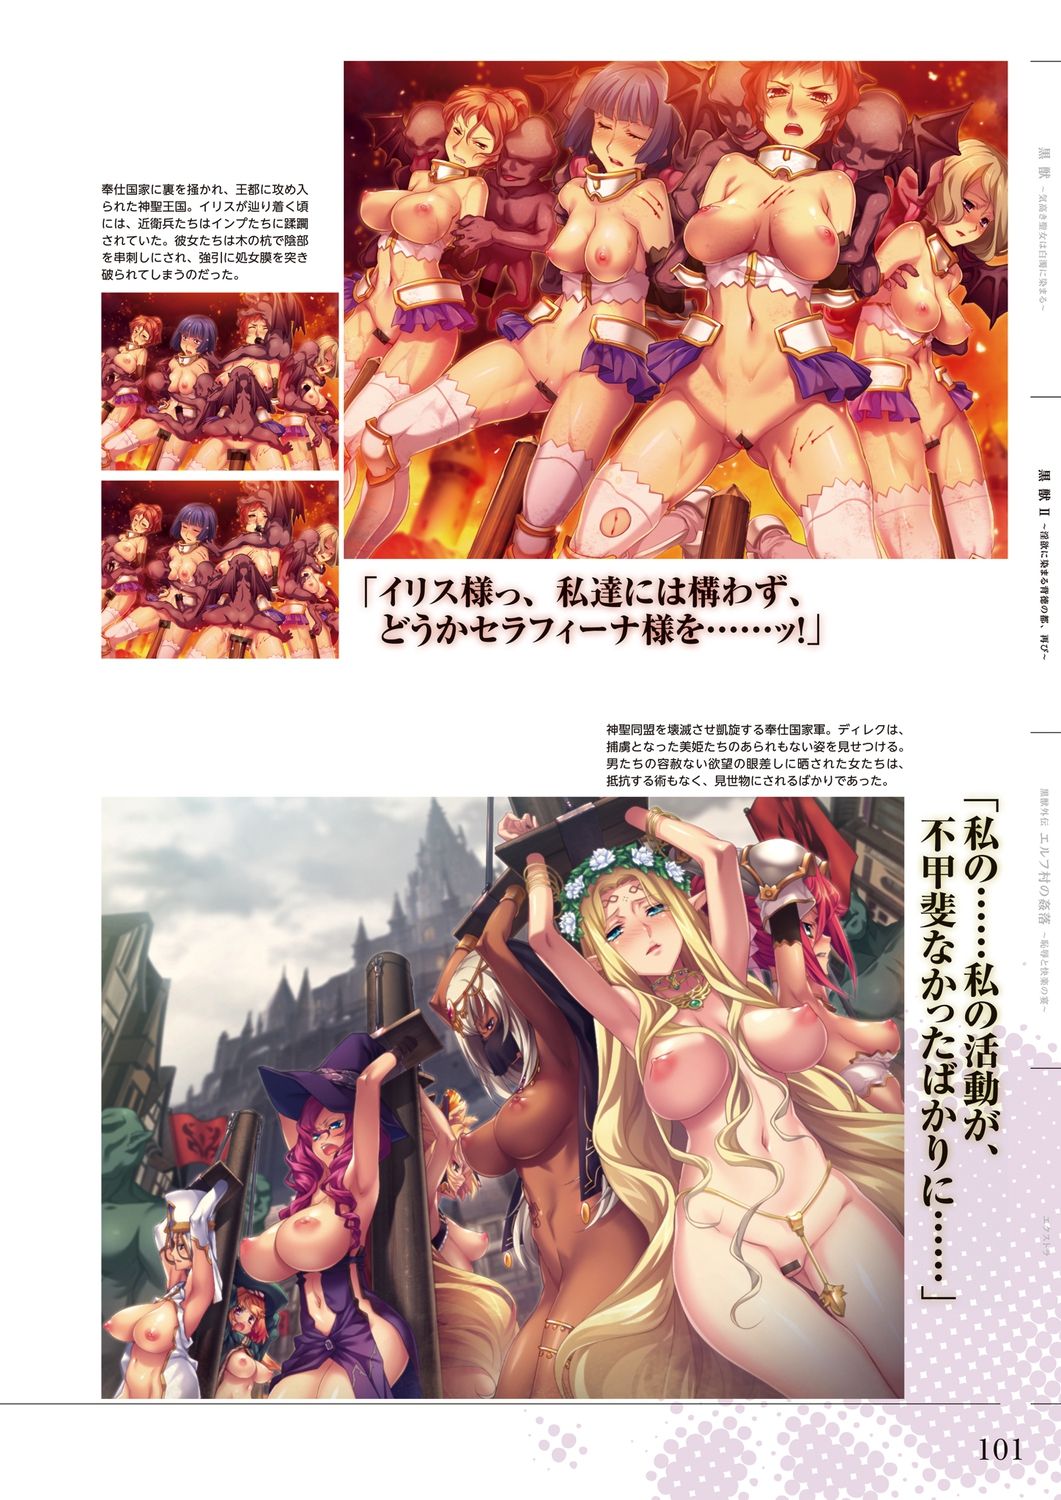 奉仕国家に裏を掻かれ、王都に攻め入
られた神聖王国。イリスが辿り着く頃
には、近衛兵たちはインプたちに蹂躙
されていた。彼女たちは木の杭で陰部
を串刺しにされ、強引に処女膜を突き
破られてしまうのだった。
「イリス様っ、私達には構わず、
どうかセラフィーナ様を……ッ!」
神聖同盟を壊滅させ凱旋する奉仕国家軍。ディレクは、
捕虜となった美姫たちのあられもない姿を見せつける。
男たちの容赦ない欲望の眼差しに晒された女たちは、
抵抗する術もなく、見世物にされるばかりであった。
「私の……私の活動が、
不甲斐なかったばかりに……」
黒獣 ～気高き聖女は白濁に染まる～
黒獣Ⅱ ～淫欲に染まる背徳の都、再び～
黒獣外伝 エルフ村の姦落 ～恥辱と快楽の宴～
エクストラ
101